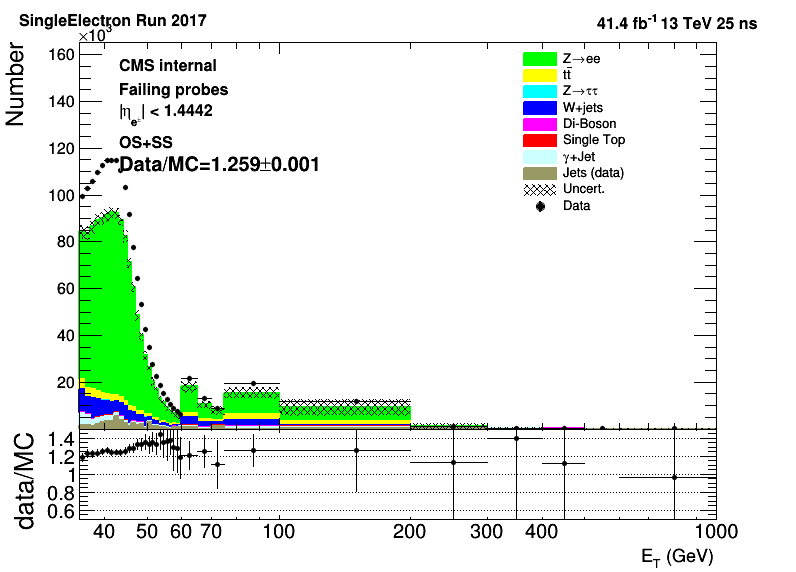 SingleElectron Run 2017
41.4 fb⁻¹ 13 TeV 25 ns
×10³
Number
160
140
120
100
80
60
40
20
CMS internal
Failing probes
|η_e±| < 1.4442
OS+SS
Data/MC=1.259±0.001
Z→ee
tt̄
Z→ττ
W+jets
Di-Boson
Single Top
γ+Jet
Jets (data)
Uncert.
Data
data/MC
1.4
1.2
1
0.8
0.6
40 50 60 70 100 200 300 400 1000
E_T (GeV)